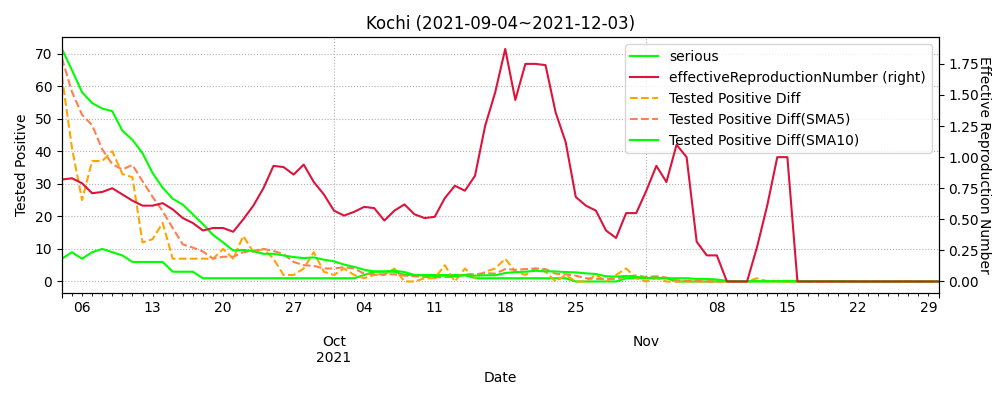 Kochi (2021-09-04~2021-12-03)
Tested Positive
70
60
50
40
30
20
10
0
serious
effectiveReproductionNumber (right)
Tested Positive Diff
Tested Positive Diff(SMA5)
Tested Positive Diff(SMA10)
1.75
1.50
1.25
1.00
0.75
0.50
0.25
0.00
Effective Reproduction Number
06 13 20 27 04 11 18 25 08 15 22 29
Oct Nov
2021
Date